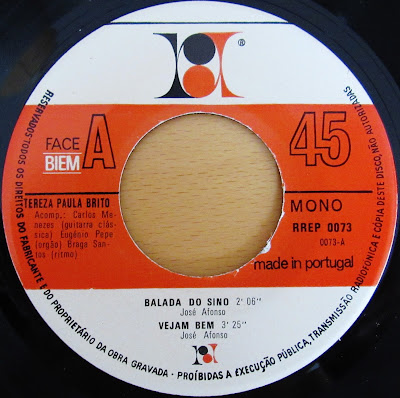 ®
FACE
A
BIEM
45
TEREZA PAULA BRITO
Acomp.: Carlos Me-
nezes (guitarra clás-
sica) Eugénio Pepe
(orgão) Braga San-
tos (ritmo)
MONO
RREP 0073
0073-A
made in portugal
BALADA DO SINO 2' 06"
José Afonso
VEJAM BEM 3' 25"
José Afonso
RESERVADOS TODOS OS DIREITOS DO FABRICANTE E DO PROPRIETÁRIO DA OBRA GRAVADA - PROÍBIDAS A EXECUÇÃO PÚBLICA, TRANSMISSÃO RADIOFONICA E CÓPIA DESTE DISCO, NÃO AUTORIZADAS